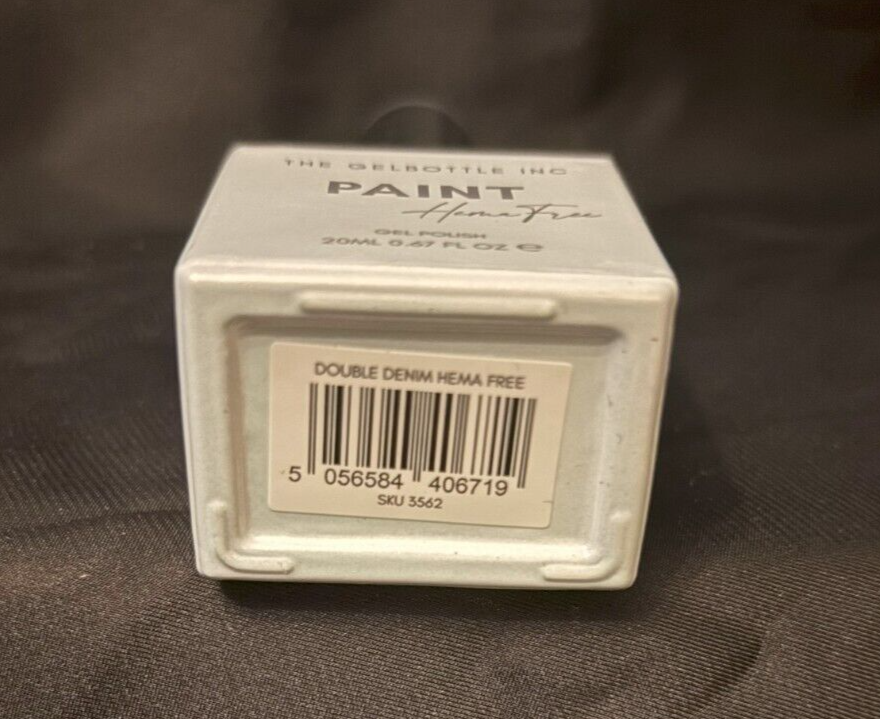 THE GELBOTTLE INC
PAINT
Hema Free
GEL POLISH
20ML 0.67 FL OZ ℮
DOUBLE DENIM HEMA FREE
5 056584 406719
SKU 3562